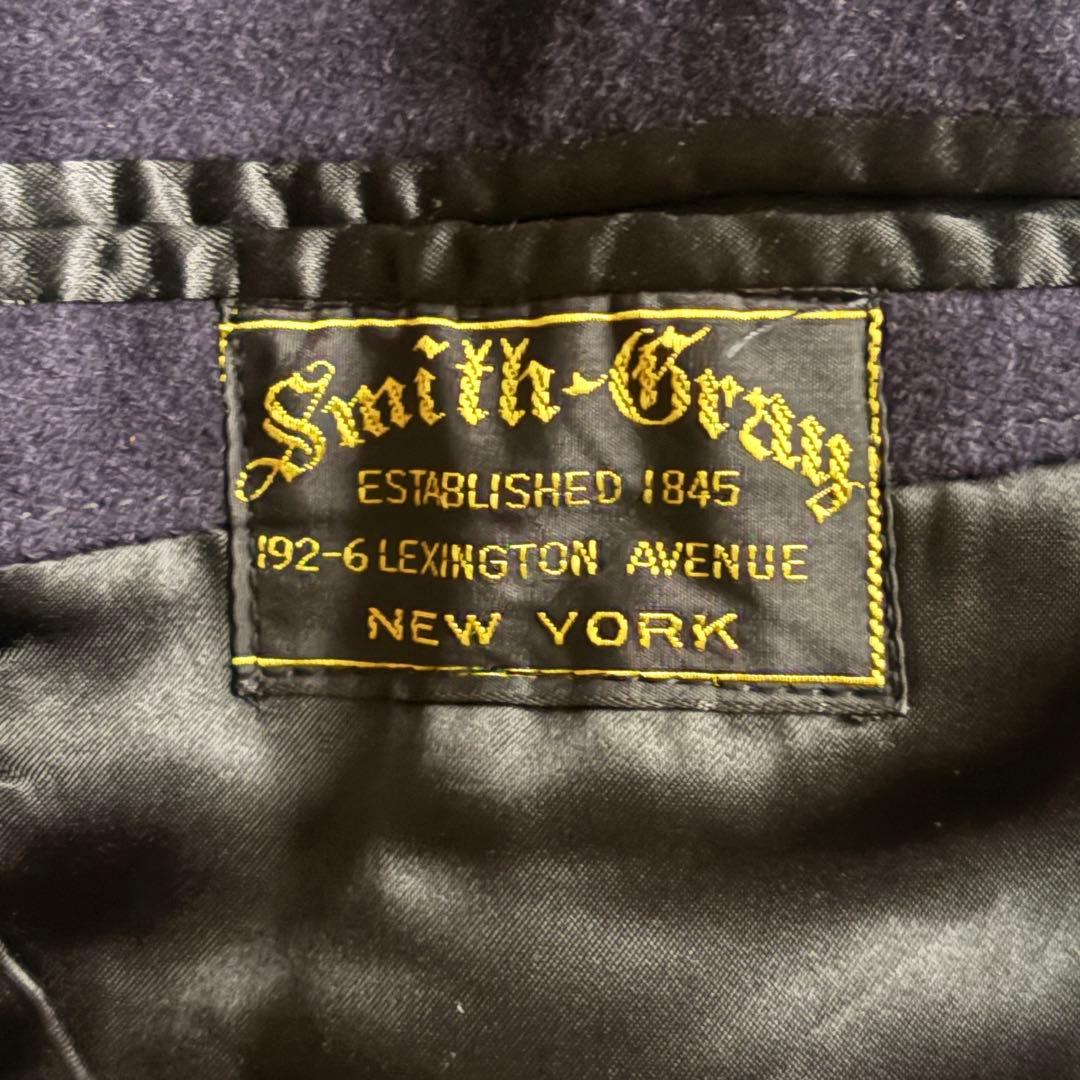 Smith-Gray
ESTABLISHED 1845
192-6 LEXINGTON AVENUE
NEW YORK